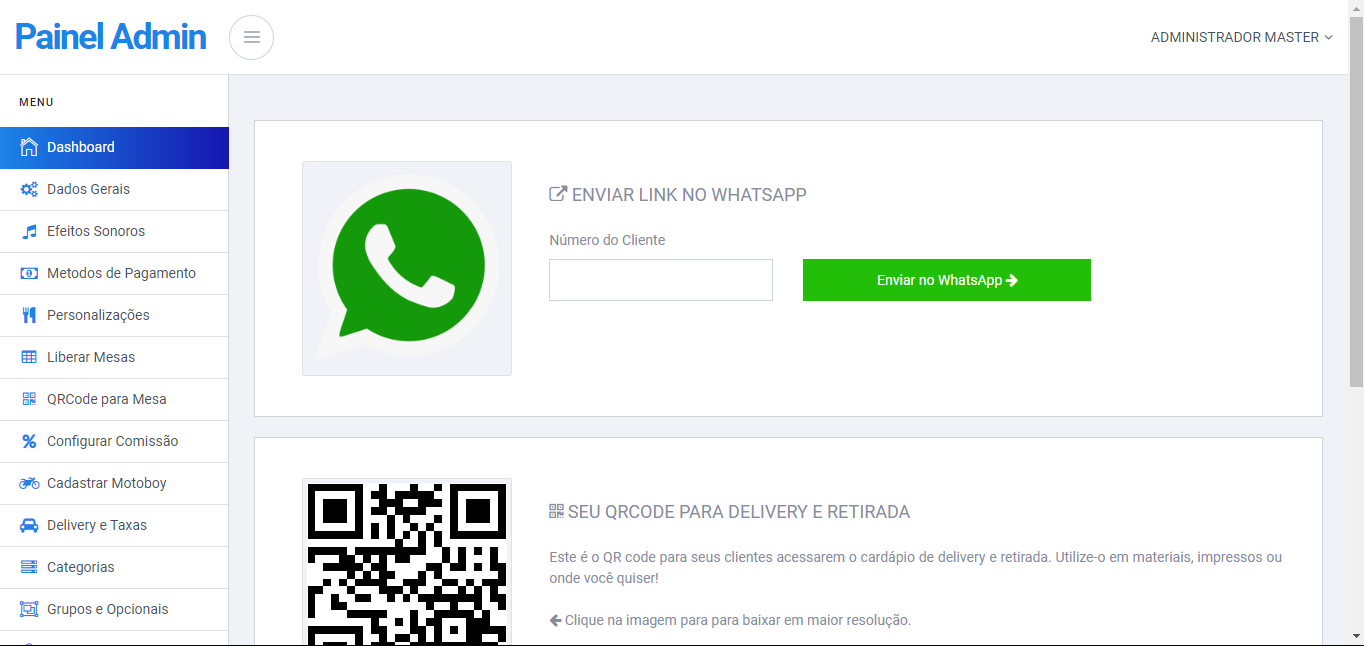 Painel Admin
ADMINISTRADOR MASTER
MENU
Dashboard
Dados Gerais
Efeitos Sonoros
Metodos de Pagamento
Personalizações
Liberar Mesas
QRCode para Mesa
Configurar Comissão
Cadastrar Motoboy
Delivery e Taxas
Categorias
Grupos e Opcionais
ENVIAR LINK NO WHATSAPP
Número do Cliente
Enviar no WhatsApp
SEU QRCODE PARA DELIVERY E RETIRADA
Este é o QR code para seus clientes acessarem o cardápio de delivery e retirada. Utilize-o em materiais, impressos ou
onde você quiser!
Clique na imagem para para baixar em maior resolução.